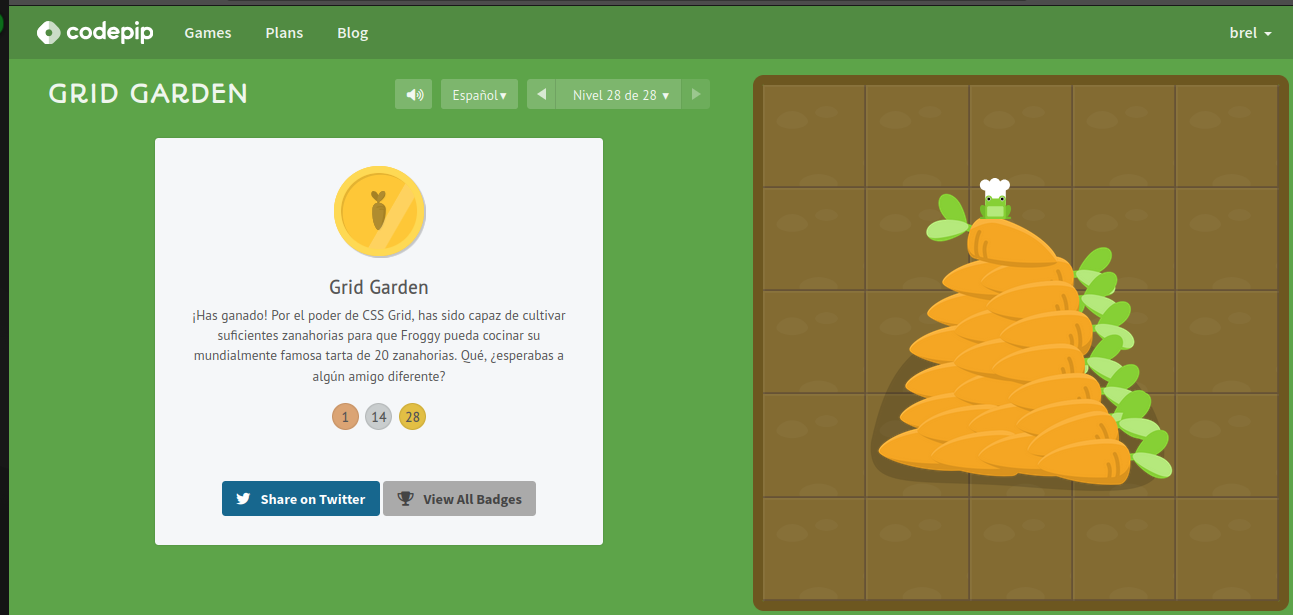 codepip Games Plans Blog brel
GRID GARDEN Español▾ ◀ Nivel 28 de 28 ▾ ▶
Grid Garden
¡Has ganado! Por el poder de CSS Grid, has sido capaz de cultivar
suficientes zanahorias para que Froggy pueda cocinar su
mundialmente famosa tarta de 20 zanahorias. Qué, ¿esperabas a
algún amigo diferente?
1 14 28
Share on Twitter View All Badges